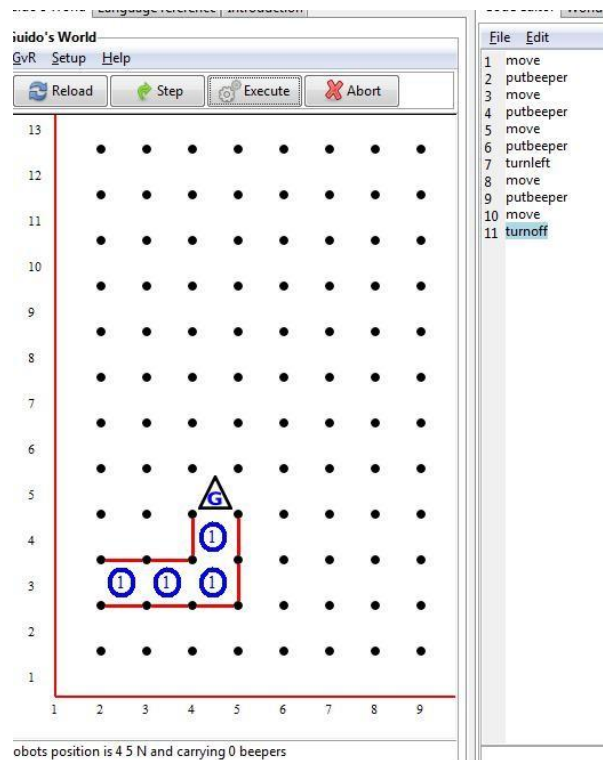 Guido's World
GvR Setup Help
Reload Step Execute Abort
13
12
11
10
9
8
7
6
5
G
4
1
3
1 1 1
2
1
1 2 3 4 5 6 7 8 9
obots position is 4 5 N and carrying 0 beepers
File Edit
1 move
2 putbeeper
3 move
4 putbeeper
5 move
6 putbeeper
7 turnleft
8 move
9 putbeeper
10 move
11 turnoff